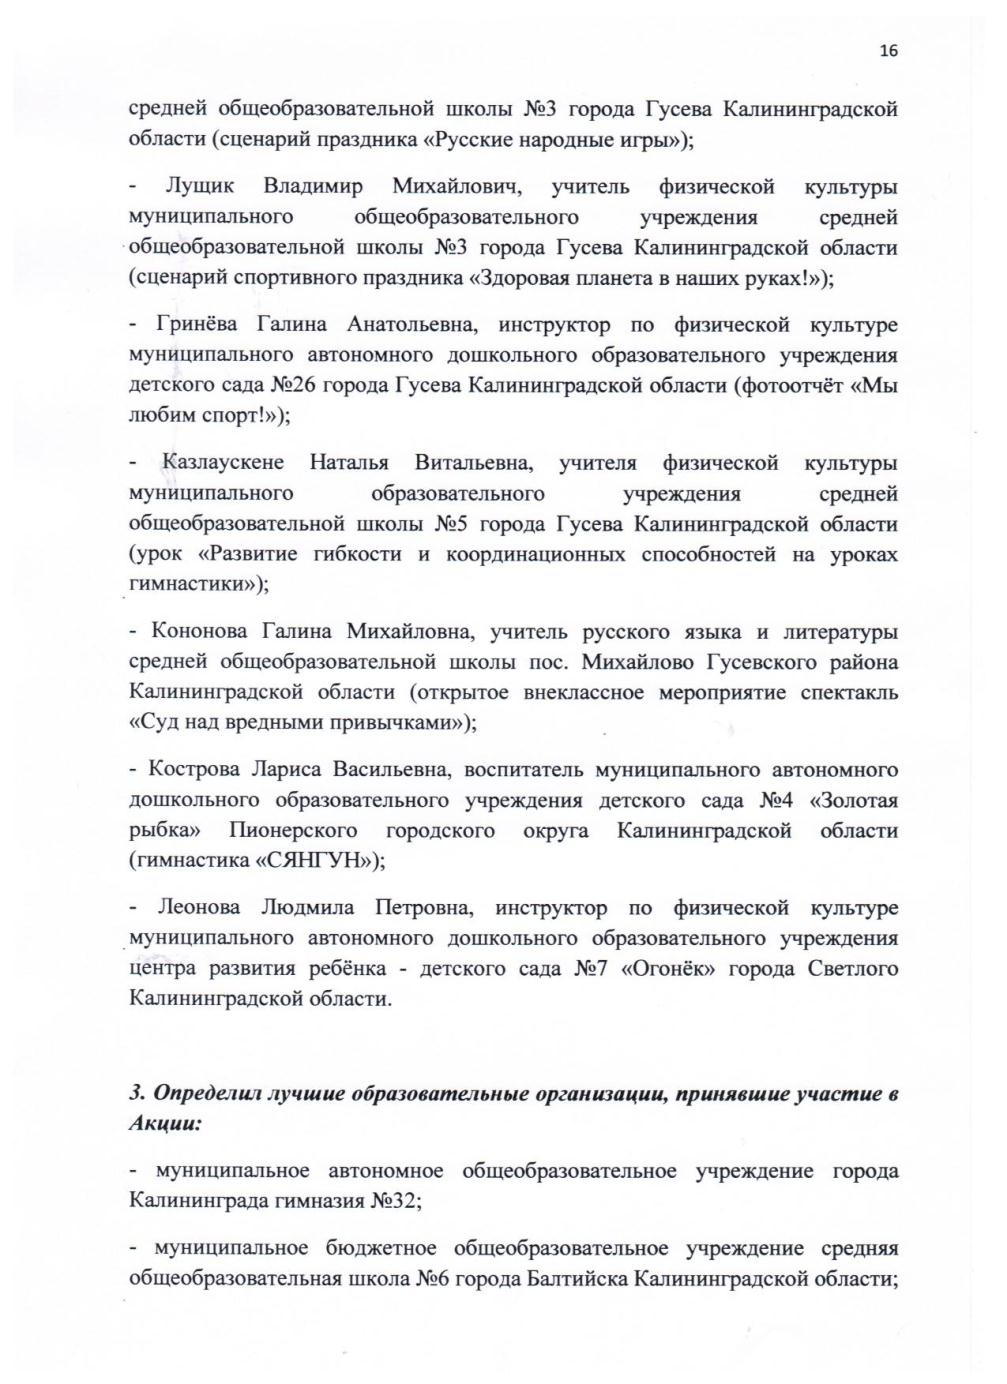 16
средней общеобразовательной школы №3 города Гусева Калининградской
области (сценарий праздника «Русские народные игры»);
- Лущик Владимир Михайлович, учитель физической культуры
муниципального общеобразовательного учреждения средней
общеобразовательной школы №3 города Гусева Калининградской области
(сценарий спортивного праздника «Здоровая планета в наших руках!»);
- Гринёва Галина Анатольевна, инструктор по физической культуре
муниципального автономного дошкольного образовательного учреждения
детского сада №26 города Гусева Калининградской области (фотоотчёт «Мы
любим спорт!»);
- Казлаускене Наталья Витальевна, учителя физической культуры
муниципального образовательного учреждения средней
общеобразовательной школы №5 города Гусева Калининградской области
(урок «Развитие гибкости и координационных способностей на уроках
гимнастики»);
- Кононова Галина Михайловна, учитель русского языка и литературы
средней общеобразовательной школы пос. Михайлово Гусевского района
Калининградской области (открытое внеклассное мероприятие спектакль
«Суд над вредными привычками»);
- Кострова Лариса Васильевна, воспитатель муниципального автономного
дошкольного образовательного учреждения детского сада №4 «Золотая
рыбка» Пионерского городского округа Калининградской области
(гимнастика «СЯНГУН»);
- Леонова Людмила Петровна, инструктор по физической культуре
муниципального автономного дошкольного образовательного учреждения
центра развития ребёнка - детского сада №7 «Огонёк» города Светлого
Калининградской области.
3. Определил лучшие образовательные организации, принявшие участие в
Акции:
- муниципальное автономное общеобразовательное учреждение города
Калининграда гимназия №32;
- муниципальное бюджетное общеобразовательное учреждение средняя
общеобразовательная школа №6 города Балтийска Калининградской области;